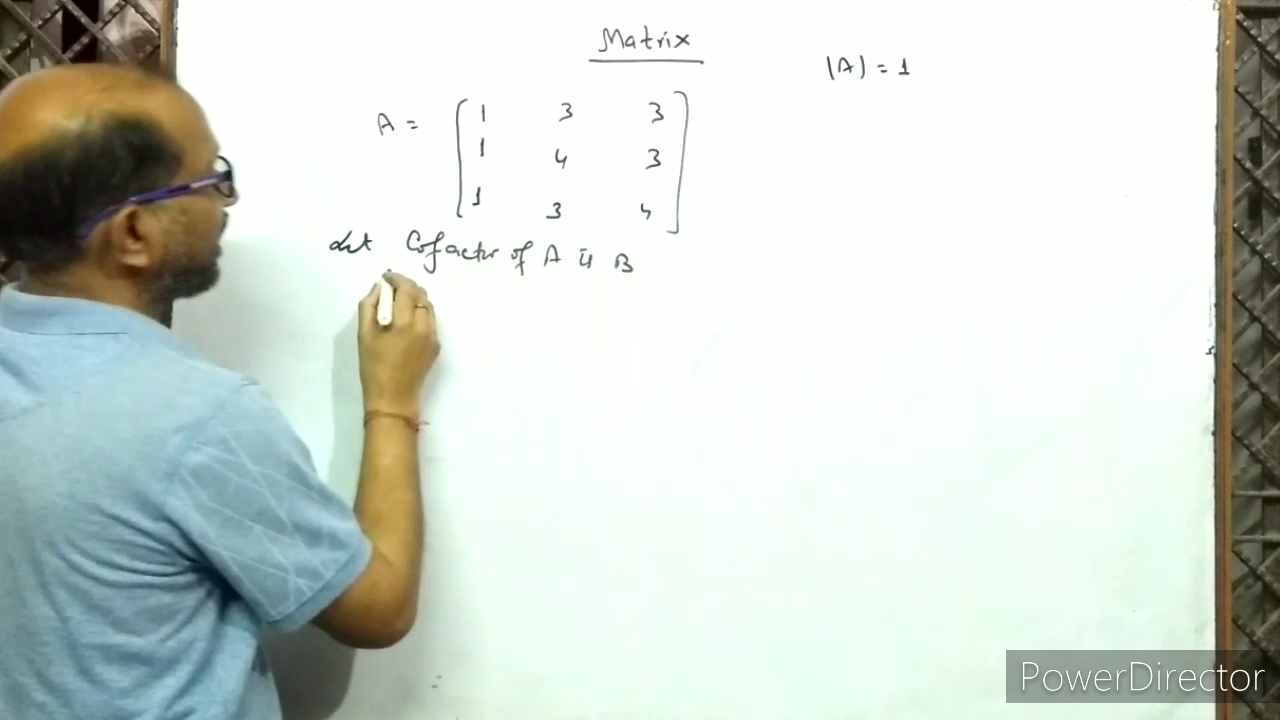 Matrix
|A| = 1
A = [1 3 3
1 4 3
1 3 4]
Let Cofactor of A is B
PowerDirector